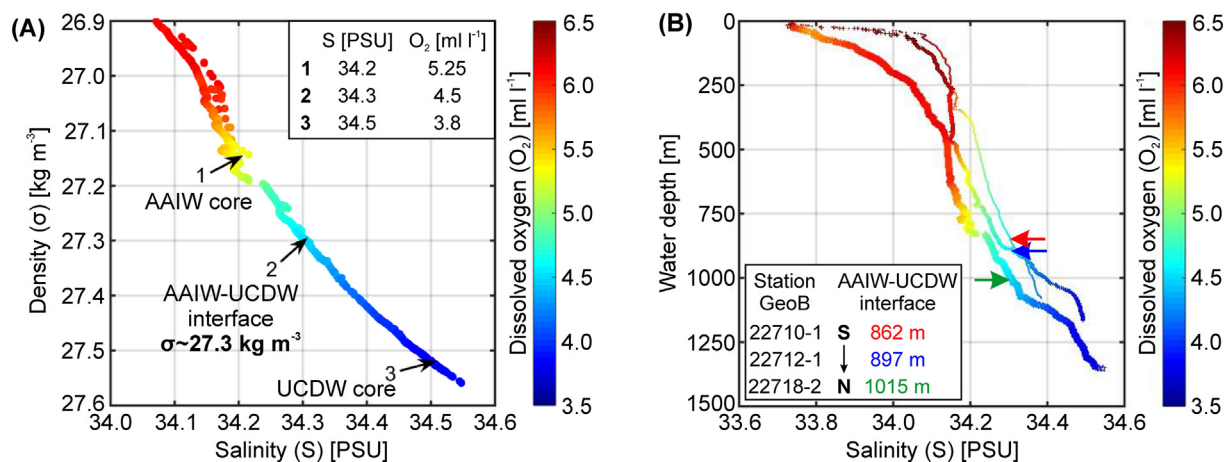 (A)
26.9
27.0
27.1
27.2
27.3
27.4
27.5
27.6
Density (σ) [kg m⁻³]
34.0 34.1 34.2 34.3 34.4 34.5 34.6
Salinity (S) [PSU]
S [PSU] O₂ [ml l⁻¹]
1 34.2 5.25
2 34.3 4.5
3 34.5 3.8
1
AAIW core
2
AAIW-UCDW
interface
σ~27.3 kg m⁻³
3
UCDW core
6.5
6.0
5.5
5.0
4.5
4.0
3.5
Dissolved oxygen (O₂) [ml l⁻¹]
(B)
0
250
500
750
1000
1250
1500
Water depth [m]
33.6 33.8 34.0 34.2 34.4 34.6
Salinity (S) [PSU]
Station AAIW-UCDW
GeoB interface
22710-1 S 862 m
22712-1 897 m
22718-2 N 1015 m
6.5
6.0
5.5
5.0
4.5
4.0
3.5
Dissolved oxygen (O₂) [ml l⁻¹]